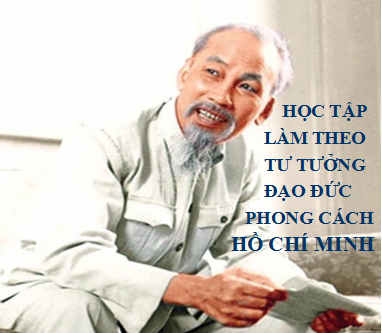 HỌC TẬP
LÀM THEO
TƯ TƯỞNG
ĐẠO ĐỨC
PHONG CÁCH
HỒ CHÍ MINH